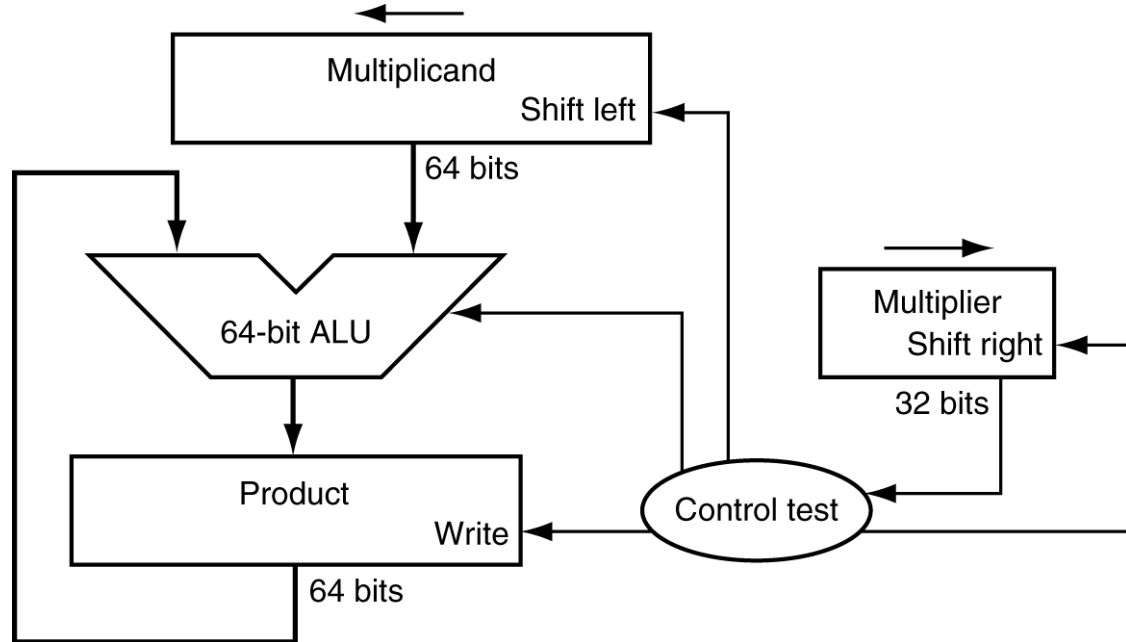 Multiplicand
Shift left
64 bits
64-bit ALU
Multiplier
Shift right
32 bits
Product
Write
Control test
64 bits